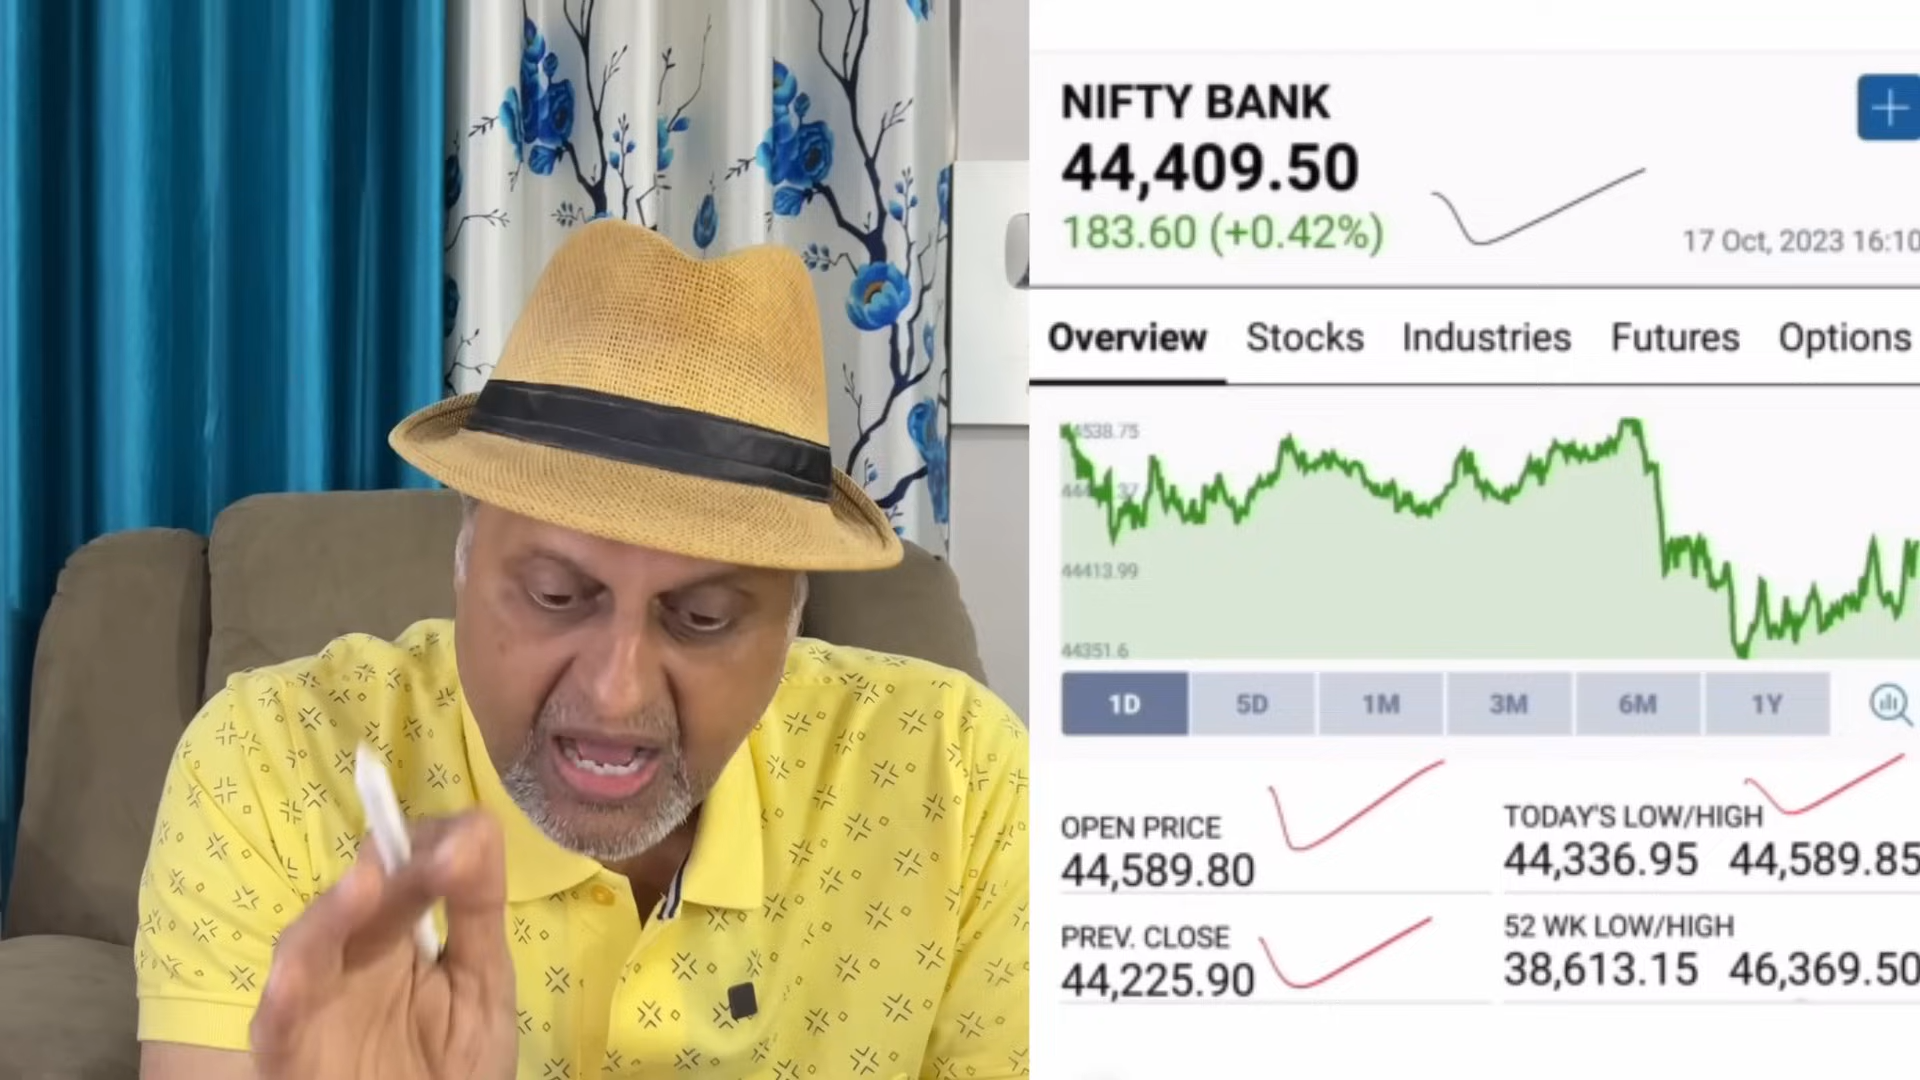 NIFTY BANK
44,409.50
183.60 (+0.42%)
17 Oct, 2023 16:10
Overview Stocks Industries Futures Options
44538.75
44413.99
44351.6
1D 5D 1M 3M 6M 1Y
OPEN PRICE
44,589.80
TODAY'S LOW/HIGH
44,336.95 44,589.85
PREV. CLOSE
44,225.90
52 WK LOW/HIGH
38,613.15 46,369.50